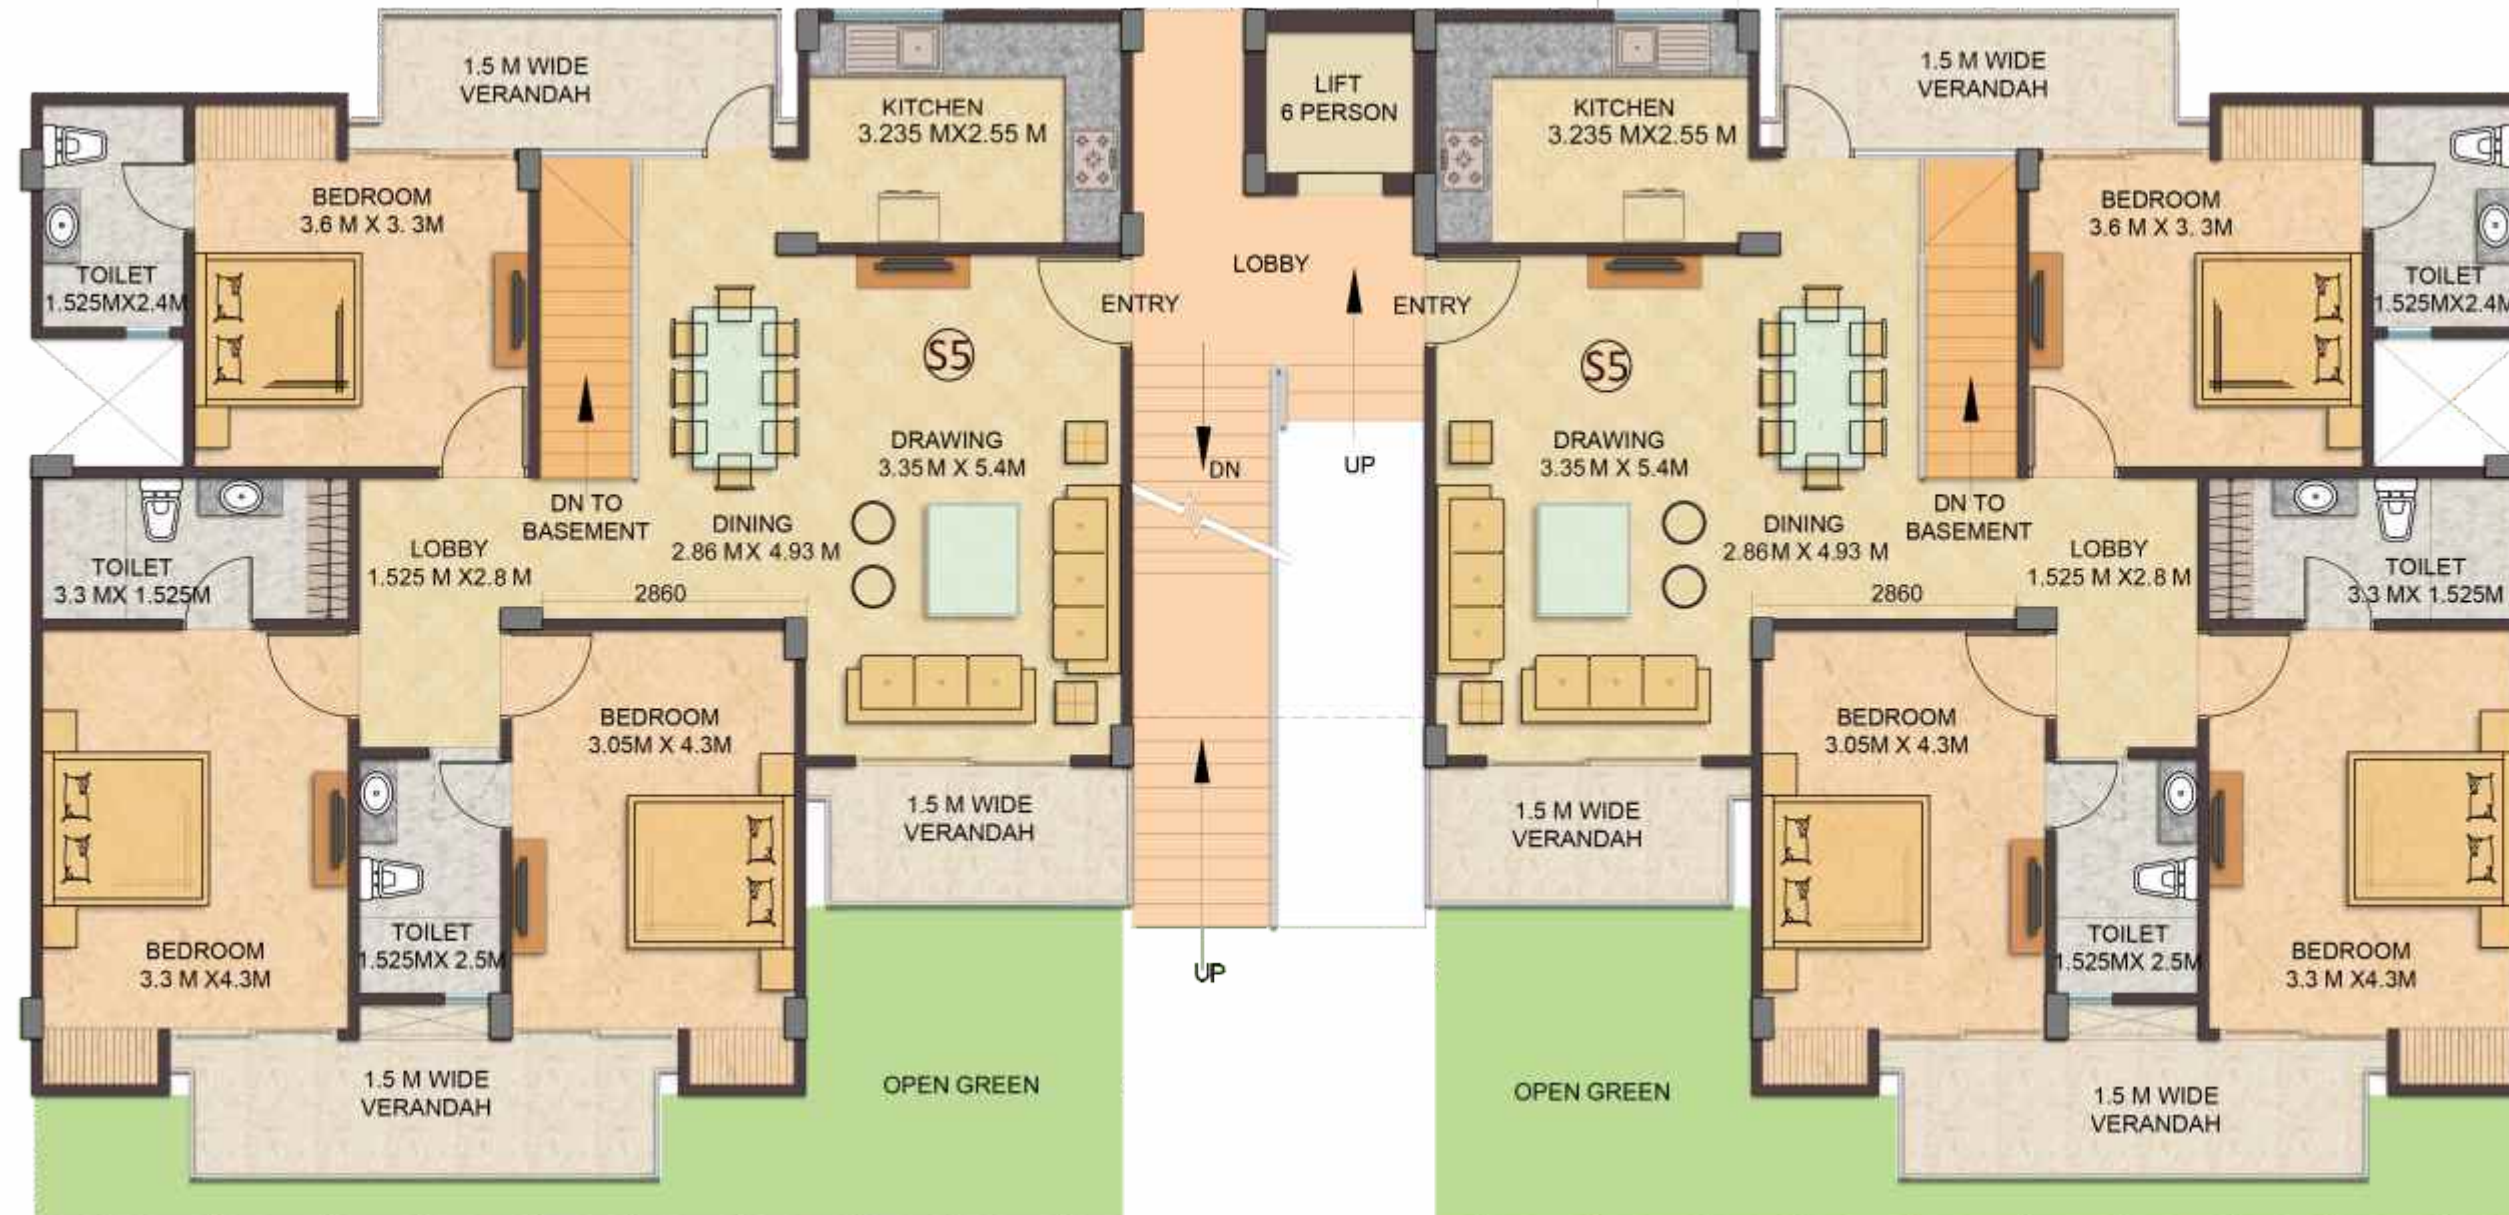 1.5 M WIDE
VERANDAH
KITCHEN
3.235 MX2.55 M
LIFT
6 PERSON
KITCHEN
3.235 MX2.55 M
1.5 M WIDE
VERANDAH
BEDROOM
3.6 M X 3. 3M
TOILET
1.525MX2.4M
LOBBY
ENTRY
ENTRY
BEDROOM
3.6 M X 3. 3M
TOILET
1.525MX2.4M
S5
S5
DRAWING
3.35 M X 5.4M
DN
UP
DRAWING
3.35 M X 5.4M
DN TO
BASEMENT
DINING
2.86 MX 4.93 M
LOBBY
1.525 M X2.8 M
TOILET
3.3 MX 1.525M
2860
DINING
2.86M X 4.93 M
DN TO
BASEMENT
LOBBY
1.525 M X2.8 M
TOILET
3.3 MX 1.525M
2860
BEDROOM
3.05M X 4.3M
BEDROOM
3.05M X 4.3M
1.5 M WIDE
VERANDAH
1.5 M WIDE
VERANDAH
BEDROOM
3.3 M X4.3M
TOILET
1.525MX 2.5M
UP
TOILET
1.525MX 2.5M
BEDROOM
3.3 M X4.3M
1.5 M WIDE
VERANDAH
OPEN GREEN
OPEN GREEN
1.5 M WIDE
VERANDAH